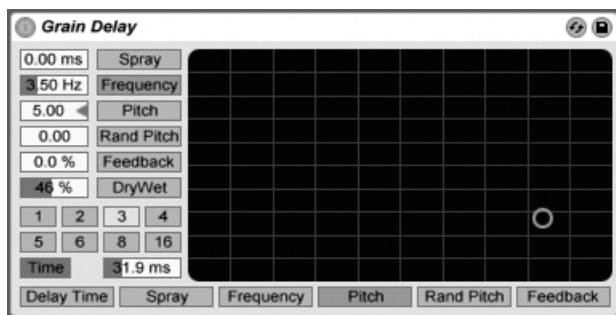 Grain Delay
0.00 ms Spray
3.50 Hz Frequency
5.00 Pitch
0.00 Rand Pitch
0.0 % Feedback
46 % DryWet
1 2 3 4
5 6 8 16
Time 31.9 ms
Delay Time Spray Frequency Pitch Rand Pitch Feedback